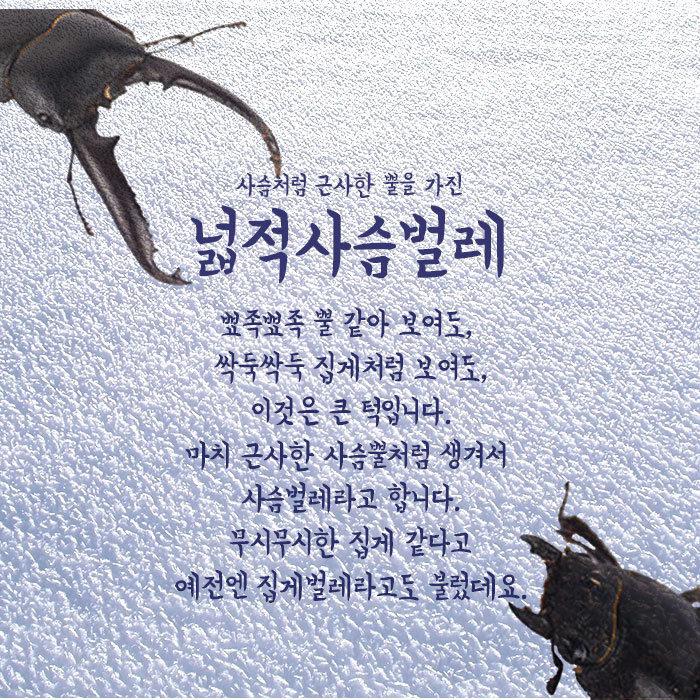 사슴처럼 근사한 뿔을 가진
넓적사슴벌레
뾰족뾰족 뿔 같아 보여도,
싹둑싹둑 집게처럼 보여도,
이것은 큰 턱입니다.
마치 근사한 사슴뿔처럼 생겨서
사슴벌레라고 합니다.
무시무시한 집게 같다고
예전엔 집게벌레라고도 불렀데요.